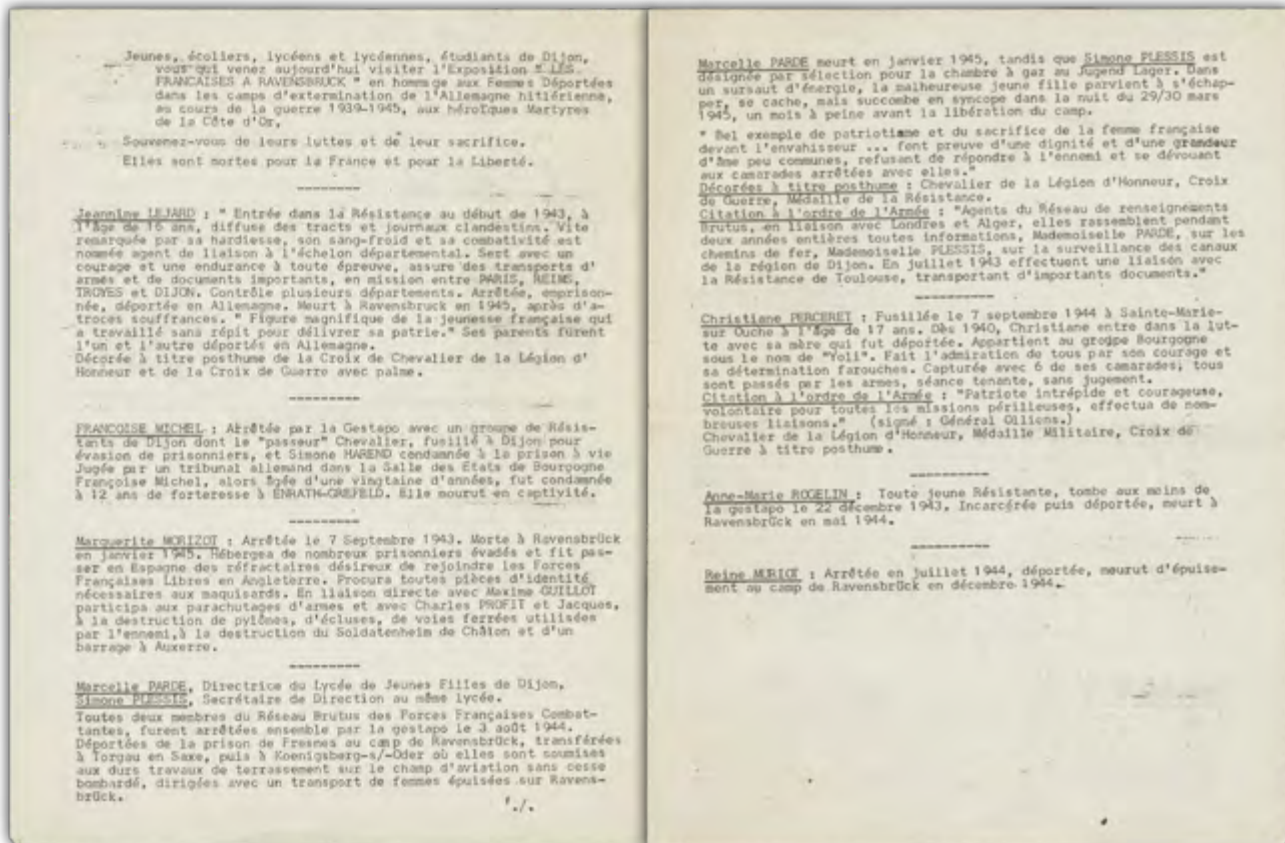 Jeunes, écoliers, lycéens et lycéennes, étudiants de Dijon,
vous qui venez aujourd'hui visiter l'Exposition " LES
FRANCAISES A RAVENSBRUCK " en hommage aux Femmes Déportées
dans les camps d'extermination de l'Allemagne hitlérienne,
au cours de la guerre 939-1945, aux héroïques Martyres
de la Côte d'Or,
Souvenez-vous de leurs luttes et de leur sacrifice.
Elles sont mortes pour la France et pour la Liberté.
---------
Jeannine LEJARD : " Entrée dans la Résistance au début de 1943, à
l'âge de 16 ans, diffuse des tracts et journaux clandestins. Vite
remarquée par sa hardiesse, son sang-froid et sa combativité est
nommée agent de liaison à l'échelon départemental. Sert avec un
courage et une endurance à toute épreuve, assure des transports d'
armes et de documents importants, en mission entre PARIS, REIMS,
TROYES et DIJON. Contrôle plusieurs départements. Arrêtée, emprison-
née, déportée en Allemagne. Meurt à Ravensbruck en 1945, après d'a-
troces souffrances. " Figure magnifique de la jeunesse française qui
a travaillé sans répit pour délivrer sa patrie." Ses parents furent
l'un et l'autre déportés en Allemagne.
Décorée à titre posthume de la Croix de Chevalier de la Légion d'
Honneur et de la Croix de Guerre avec palme.
---------
FRANCOISE MICHEL : Arrêtée par la Gestapo avec un groupe de Résis-
tants de Dijon dont le "passeur" Chevalier, fusillé à Dijon pour
évasion de prisonniers, et Simone HAREND condamnée à la prison à vie
Jugée par un tribunal allemand dans la Salle des Etats de Bourgogne
Françoise Michel, alors âgée d'une vingtaine d'années, fut condamnée
à 12 ans de forteresse à ENRATH-GREFELD. Elle mourut en captivité.
---------
Marguerite MORIZOT : Arrêtée le 7 Septembre 1943. Morte à Ravensbrück
en janvier 1945. Hébergea de nombreux prisonniers évadés et fit pas-
ser en Espagne des réfractaires désireux de rejoindre les Forces
Françaises Libres en Angleterre. Procura toutes pièces d'identité
nécessaires aux maquisards. En liaison directe avec Maxime GUILLOT
participa aux parachutages d'armes et avec Charles PROFIT et Jacques,
à la destruction de pylônes, d'écluses, de voies ferrées utilisées
par l'ennemi,à la destruction du Soldatenheim de Châlon et d'un
barrage à Auxerre.
---------
Marcelle PARDE, Directrice du Lycée de Jeunes Filles de Dijon,
Simone PLESSIS, Secrétaire de Direction au même lycée.
Toutes deux membres du Réseau Brutus des Forces Françaises Combat-
tantes, furent arrêtées ensemble par la gestapo le 3 août 1944.
Déportées de la prison de Fresnes au camp de Ravensbrück, transférées
à Torgau en Saxe, puis à Koenigsberg-s/-Oder où elles sont soumises
aux durs travaux de terrassement sur le champ d'aviation sans cesse
bombardé, dirigées avec un transport de femmes épuisées sur Ravens-
brück.
./.
Marcelle PARDE meurt en janvier 1945, tandis que Simone PLESSIS est
désignée par sélection pour la chambre à gaz au Jugend Lager. Dans
un sursaut d'énergie, la malheureuse jeune fille parvient à s'échap-
per, se cache, mais succombe en syncope dans la nuit du 29/30 mars
1945, un mois à peine avant la libération du camp.
" Bel exemple de patriotisme et du sacrifice de la femme française
devant l'envahisseur ... font preuve d'une dignité et d'une grandeur
d'âme peu communes, refusant de répondre à l'ennemi et se dévouant
aux camarades arrêtées avec elles."
Décorées à titre posthume : Chevalier de la Légion d'Honneur, Croix
de Guerre, Médaille de la Résistance.
Citation à l'ordre de l'Armée : "Agents du Réseau de renseignements
Brutus, en liaison avec Londres et Alger, elles rassemblent pendant
deux années entières toutes informations, Mademoiselle PARDE, sur les
chemins de fer, Mademoiselle PLESSIS, sur la surveillance des canaux
de la région de Dijon. En juillet 1943 effectuent une liaison avec
la Résistance de Toulouse, transportant d'importants documents."
---------
Christiane PERCERET : Fusillée le 7 septembre 1944 à Sainte-Marie-
sur Ouche à l'âge de 17 ans. Dès 1940, Christiane entre dans la lut-
te avec sa mère qui fut déportée. Appartient au groupe Bourgogne
sous le nom de "Yoli". Fait l'admiration de tous par son courage et
sa détermination farouches. Capturée avec 6 de ses camarades; tous
sont passés par les armes, séance tenante, sans jugement.
Citation à l'ordre de l'Armée : "Patriote intrépide et courageuse,
volontaire pour toutes les missions périlleuses, effectua de nom-
breuses liaisons." (signé : Général Olliens.)
Chevalier de la Légion d'Honneur, Médaille Militaire, Croix de
Guerre à titre posthume.
---------
Anne-Marie ROGELIN : Toute jeune Résistante, tombe aux mains de
la gestapo le 22 décembre 1943. Incarcérée puis déportée, meurt à
Ravensbrück en mai 1944.
---------
Reine MORIOT : Arrêtée en juillet 1944, déportée, mourut d'épuise-
ment au camp de Ravensbrück en décembre 1944.